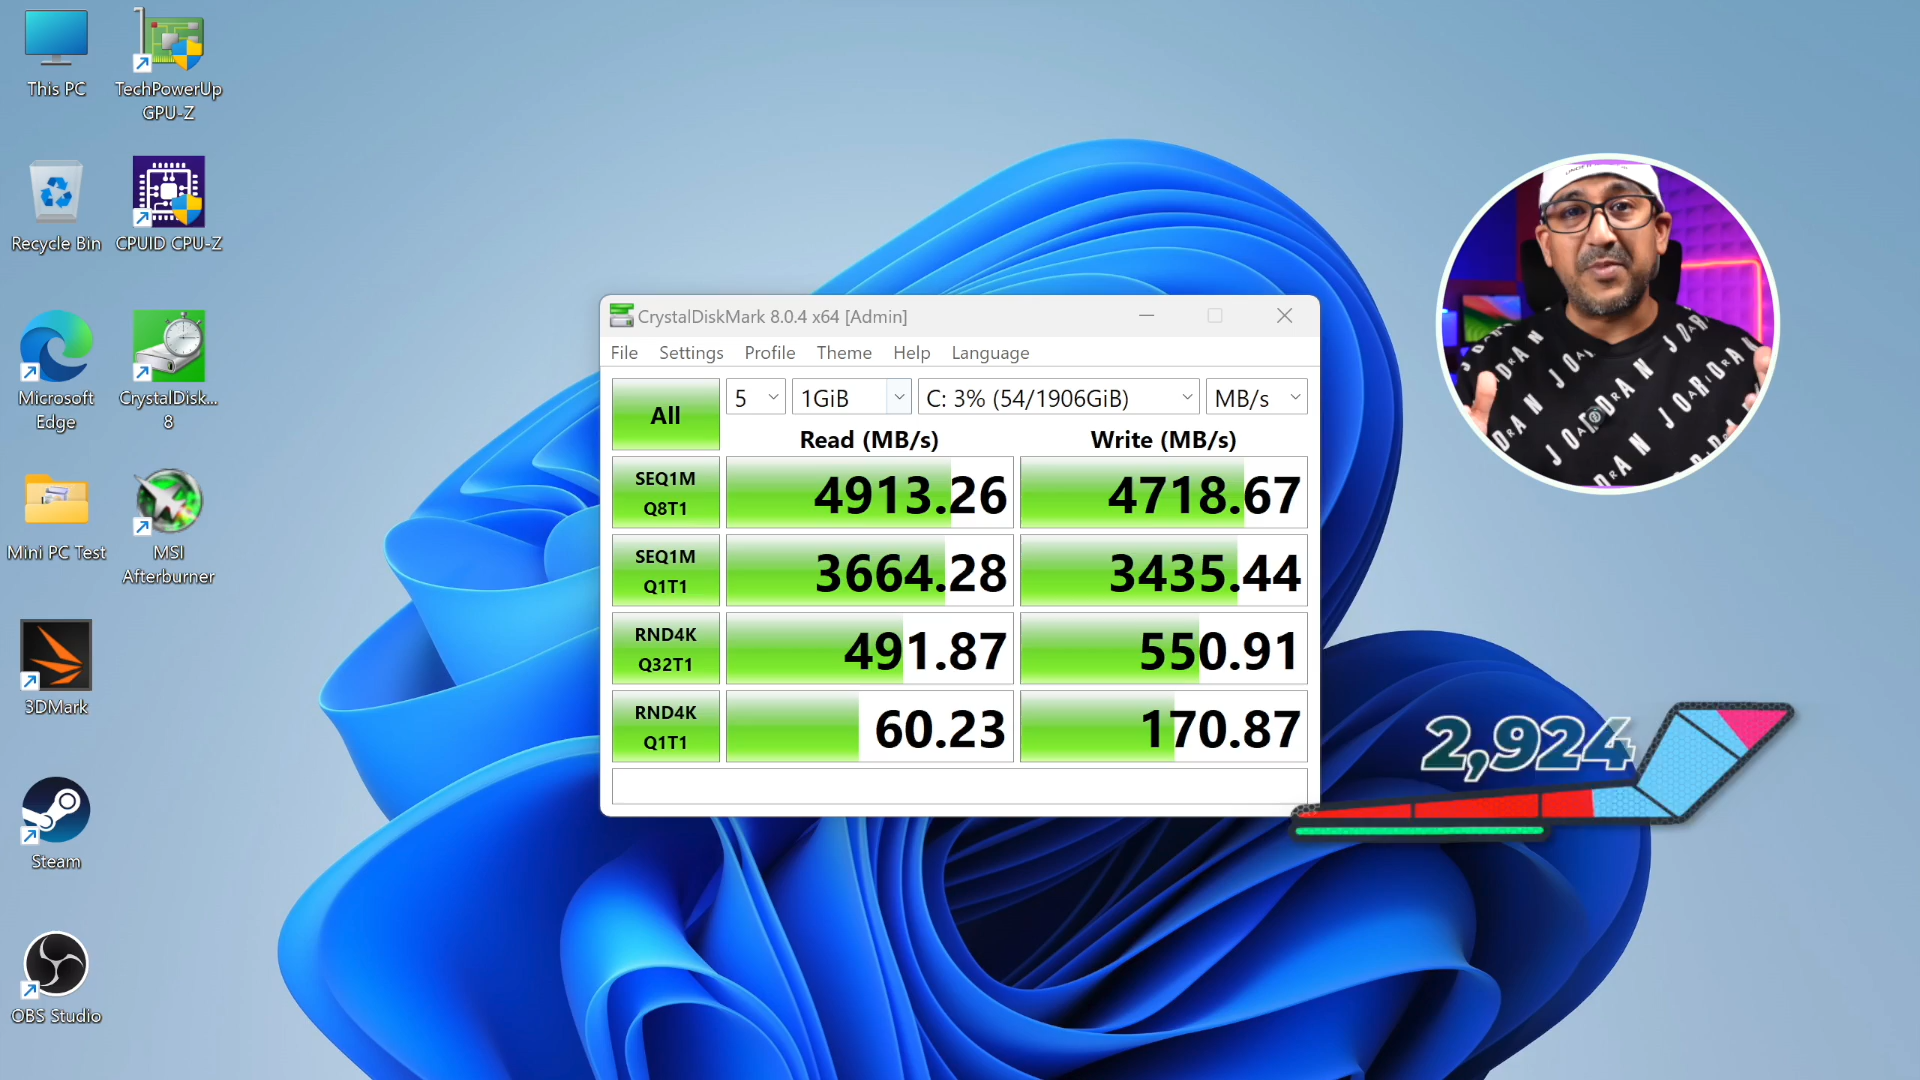 This PC
TechPowerUp
GPU-Z
Recycle Bin
CPUID CPU-Z
Microsoft
Edge
CrystalDisk...
8
Mini PC Test
MSI
Afterburner
3DMark
Steam
OBS Studio
CrystalDiskMark 8.0.4 x64 [Admin]
File Settings Profile Theme Help Language
All
5
1GiB
C: 3% (54/1906GiB)
MB/s
Read (MB/s)
Write (MB/s)
SEQ1M
Q8T1
4913.26
4718.67
SEQ1M
Q1T1
3664.28
3435.44
RND4K
Q32T1
491.87
550.91
RND4K
Q1T1
60.23
170.87
JORDAN
JORDAN
2,924